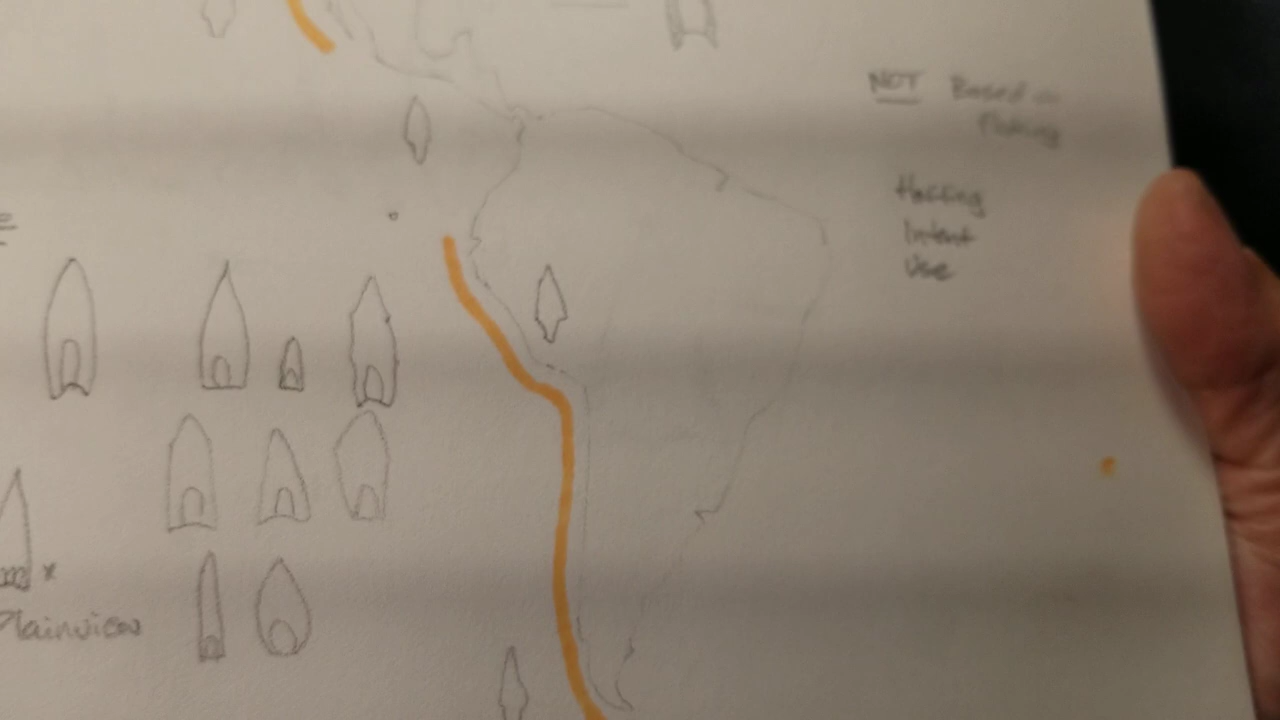 NOT Based on
Flaking
Hafting
Intent
Use
Plainview